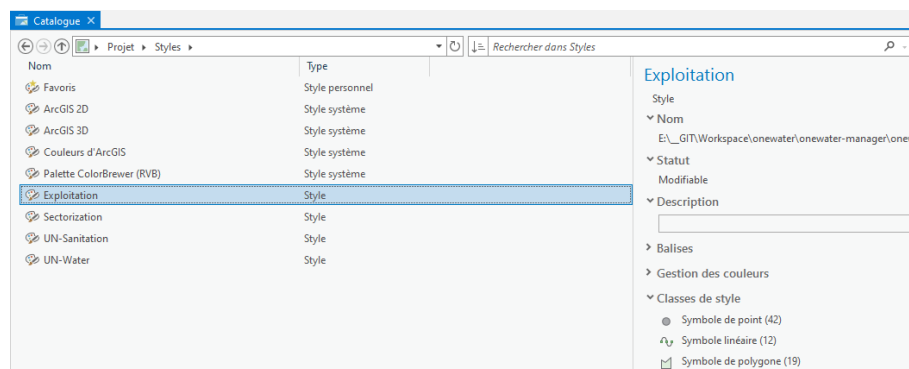 Catalogue
Projet Styles
Rechercher dans Styles
Nom Type
Favoris Style personnel
ArcGIS 2D Style système
ArcGIS 3D Style système
Couleurs d'ArcGIS Style système
Palette ColorBrewer (RVB) Style système
Exploitation Style
Sectorization Style
UN-Sanitation Style
UN-Water Style
Exploitation
Style
Nom
E:\__GIT\Workspace\onewater\onewater-manager\one
Statut
Modifiable
Description
Balises
Gestion des couleurs
Classes de style
Symbole de point (42)
Symbole linéaire (12)
Symbole de polygone (19)